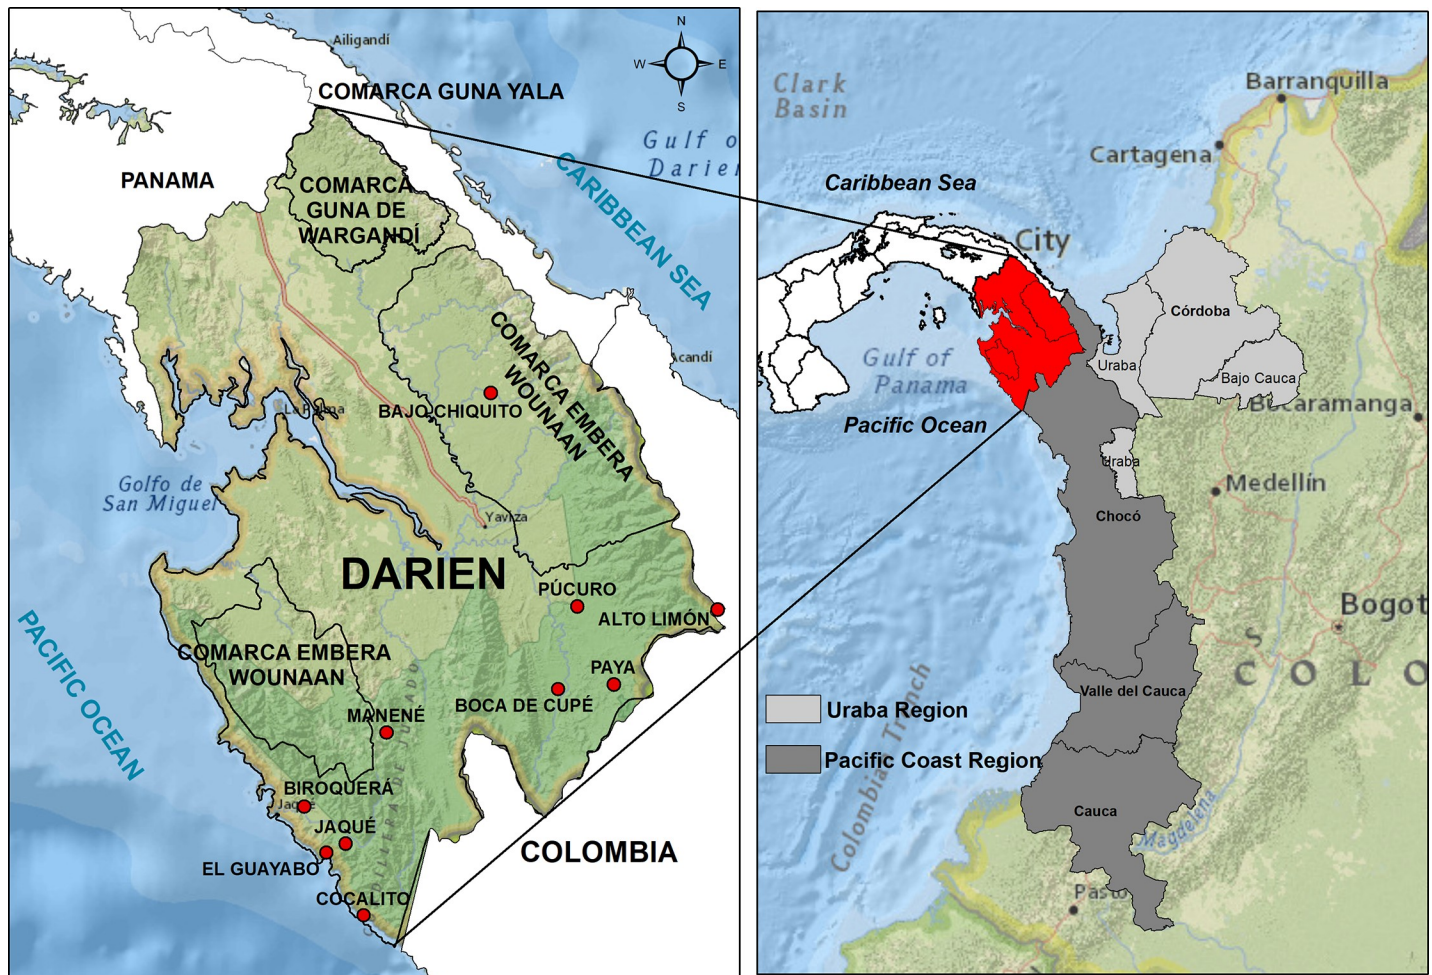 N
W
E
S
Ailigandí
COMARCA GUNA YALA
Gulf o
Darien
CARIBBEAN SEA
PANAMA
COMARCA
GUNA DE
WARGANDÍ
COMARCA EMBERA
WOUNAAN
Acandí
BAJO CHIQUITO
La Palma
Golfo de
San Miguel
Yaviza
DARIEN
PÚCURO
ALTO LIMÓN
PACIFIC OCEAN
COMARCA EMBERA
WOUNAAN
PAYA
BOCA DE CUPÉ
MANENÉ
BIROQUERÁ
Jaqué
JAQUÉ
EL GUAYABO
COCALITO
COLOMBIA
Clark
Basin
Barranquilla
Cartagena
Caribbean Sea
City
Córdoba
Gulf of
Panama
Uraba
Bajo Cauca
Bucaramanga
Pacific Ocean
Uraba
Medellín
Chocó
Bogot
S
COLO
Valle del Cauca
Uraba Region
Pacific Coast Region
Colombian Trench
Cauca
Magdelena
Pasto